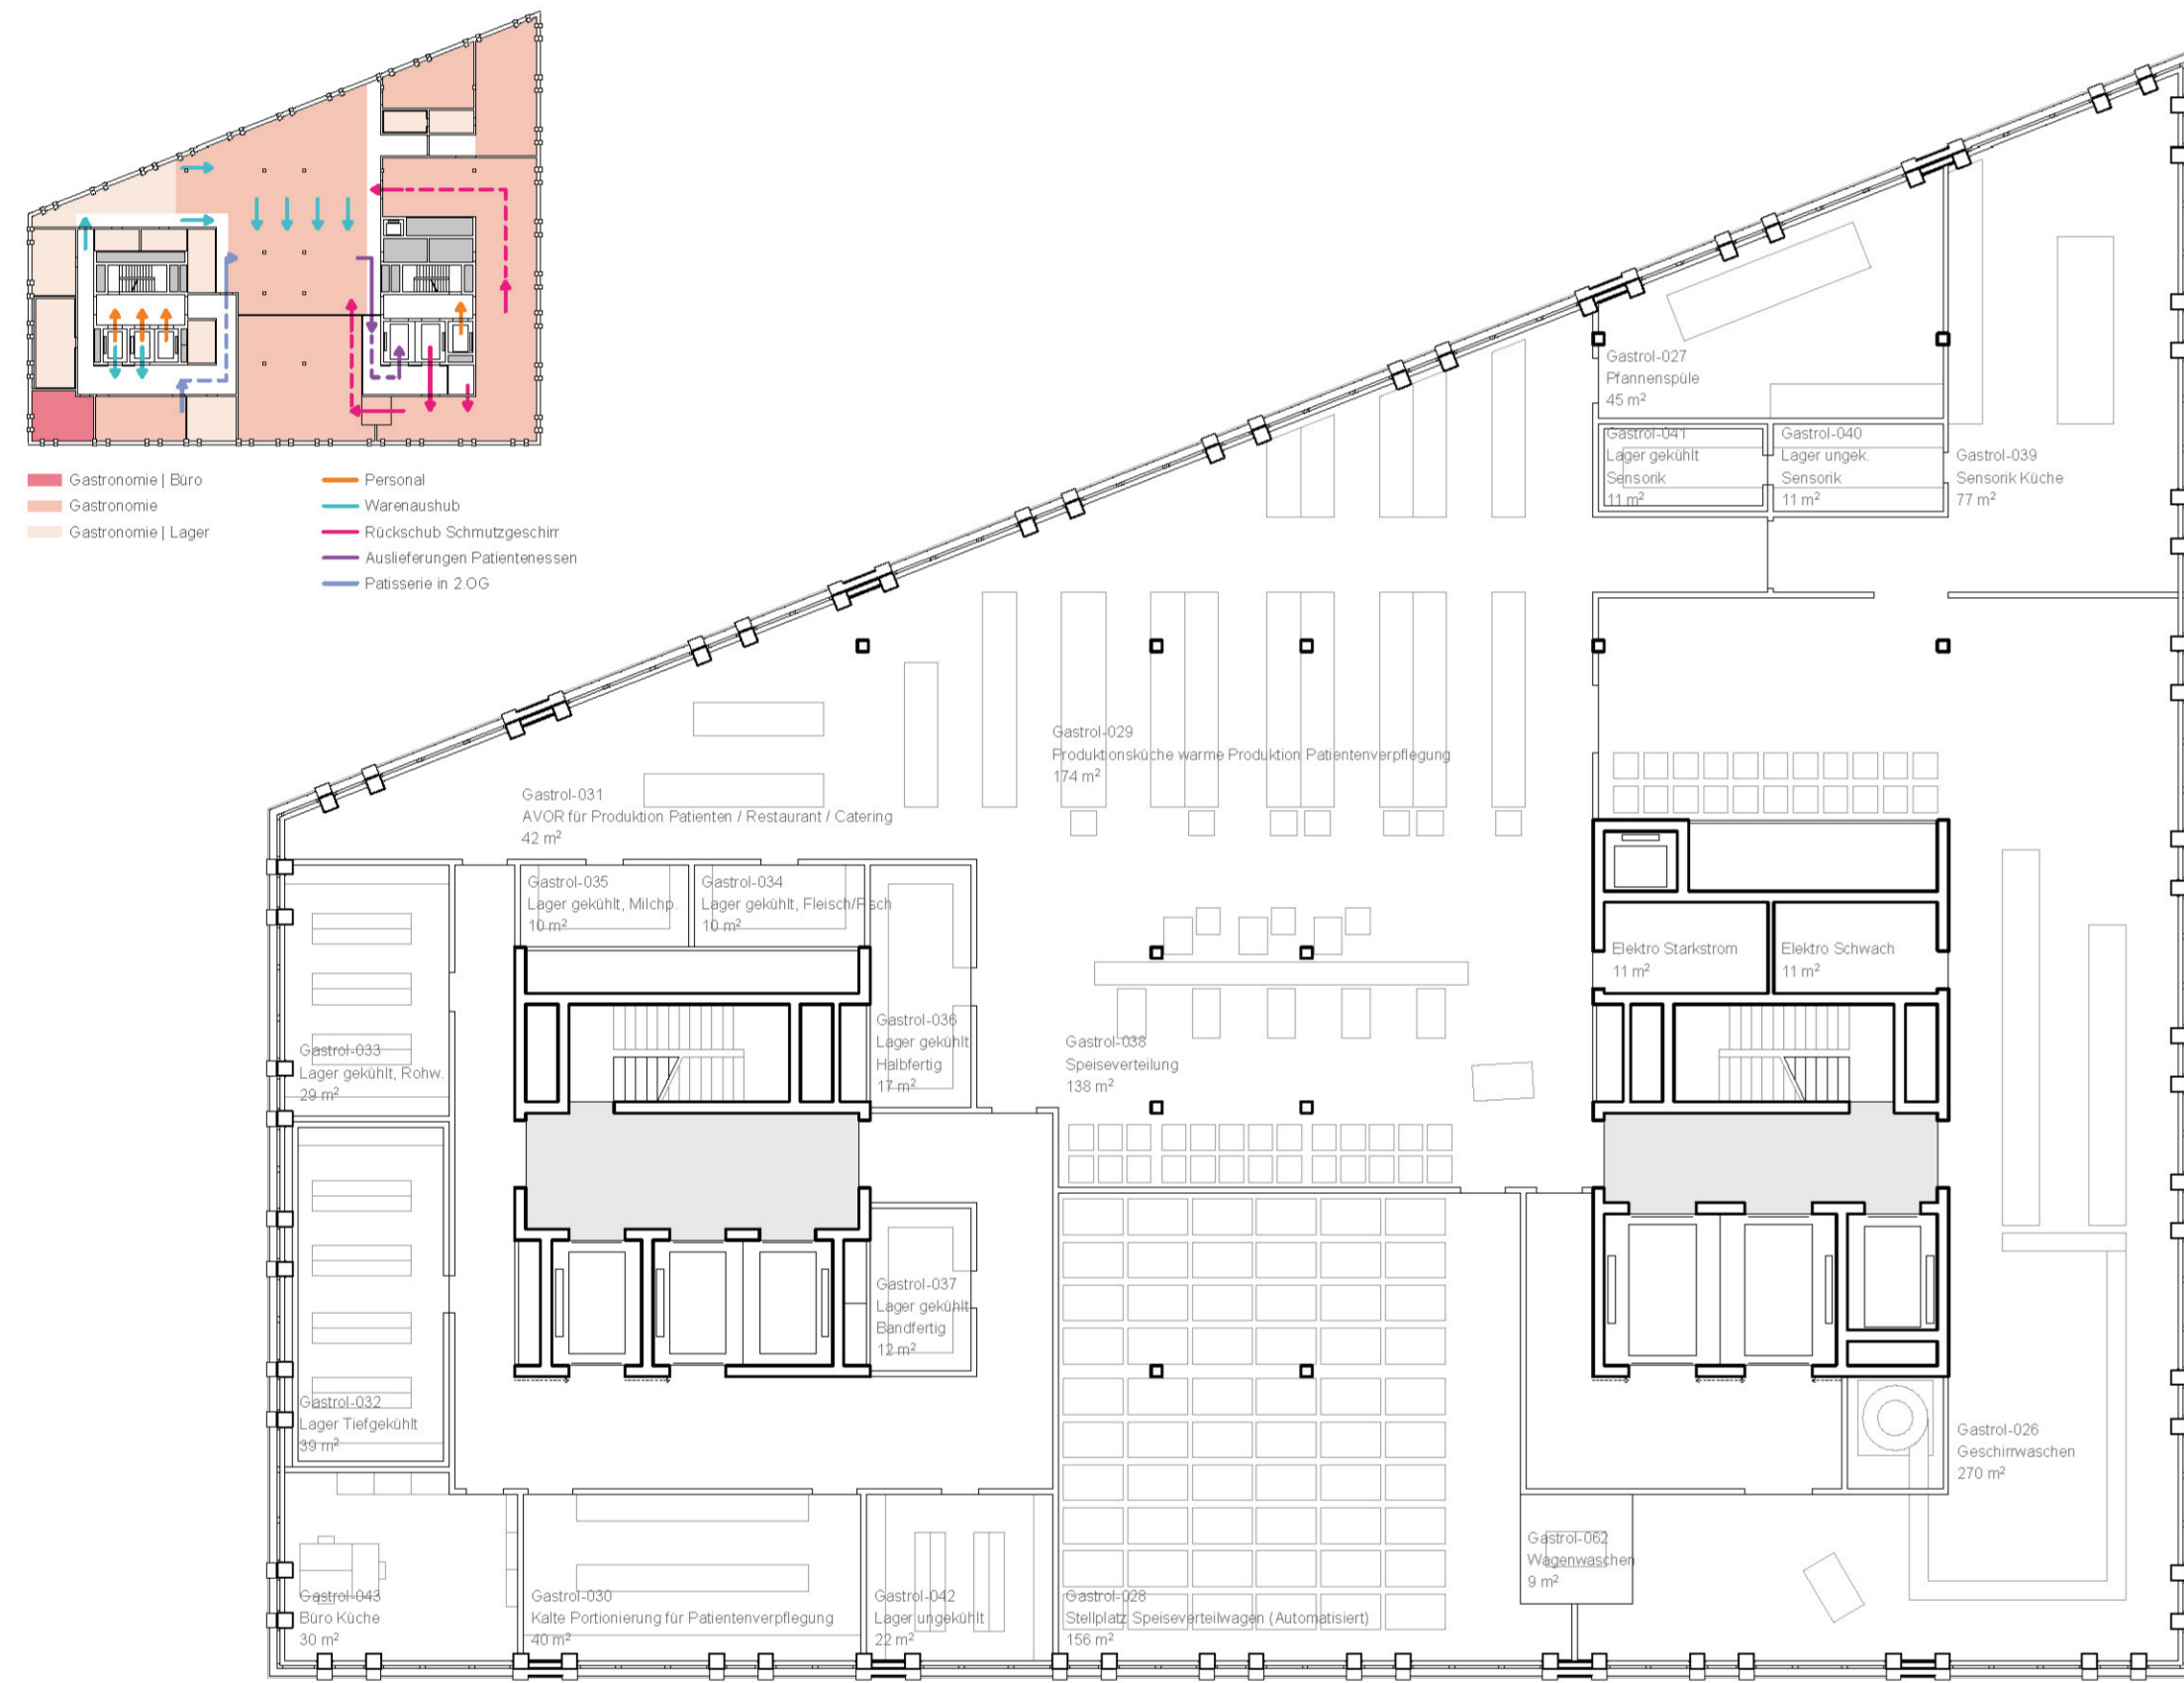 Gastronomie | Büro
Gastronomie
Gastronomie | Lager
Personal
Warenaushub
Rückschub Schmutzgeschirr
Auslieferungen Patientenessen
Patisserie in 2.OG
Gastrol-027
Pfannenspüle
45 m²
Gastrol-041
Lager gekühlt
Sensorik
11 m²
Gastrol-040
Lager ungek.
Sensorik
11 m²
Gastrol-039
Sensorik Küche
77 m²
Gastrol-029
Produktionsküche warme Produktion Patientenverpflegung
174 m²
Gastrol-031
AVOR für Produktion Patienten / Restaurant / Catering
42 m²
Gastrol-035
Lager gekühlt, Milchp.
10 m²
Gastrol-034
Lager gekühlt, Fleisch/Fisch
10 m²
Elektro Starkstrom
11 m²
Elektro Schwach
11 m²
Gastrol-033
Lager gekühlt, Rohw.
29 m²
Gastrol-036
Lager gekühlt
Halbfertig
17 m²
Gastrol-038
Speiseverteilung
138 m²
Gastrol-037
Lager gekühlt
Bandfertig
12 m²
Gastrol-032
Lager Tiefgekühlt
39 m²
Gastrol-026
Geschirrwaschen
270 m²
Gastrol-062
Wagenwaschen
9 m²
Gastrol-043
Büro Küche
30 m²
Gastrol-030
Kalte Portionierung für Patientenverpflegung
40 m²
Gastrol-042
Lager ungekühlt
22 m²
Gastrol-028
Stellplatz Speiseverteilwagen (Automatisiert)
156 m²